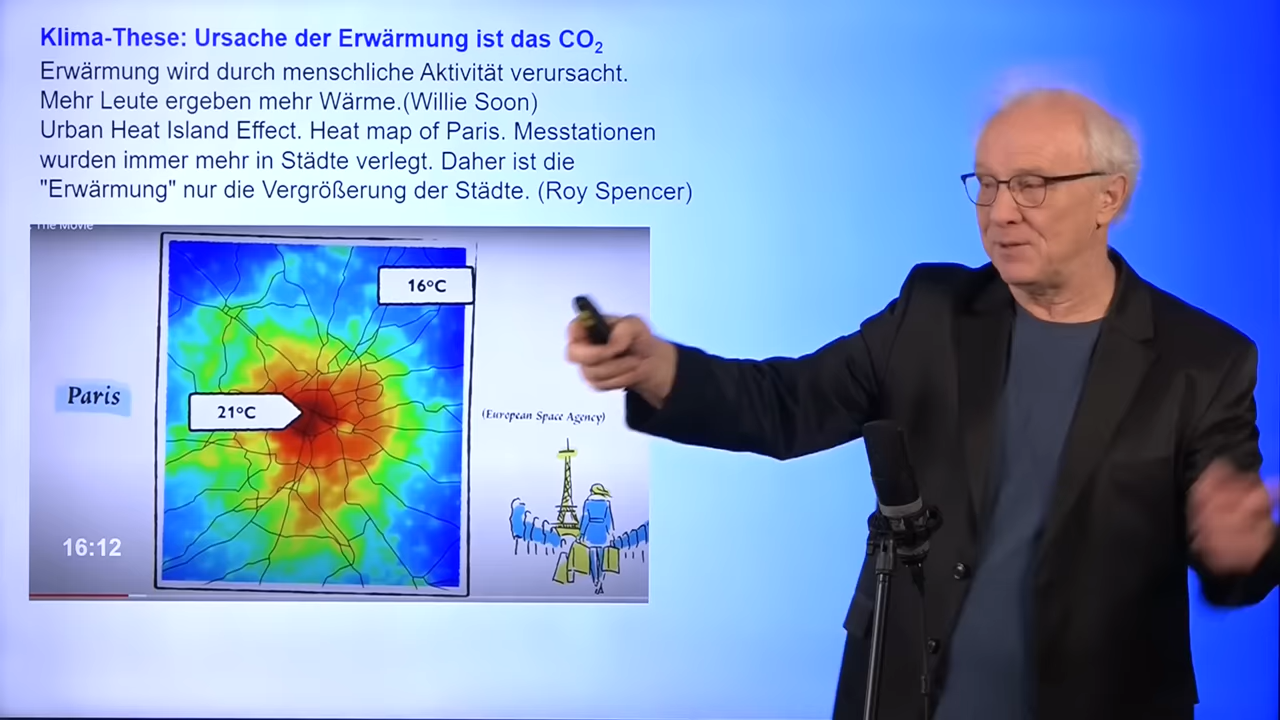 Klima-These: Ursache der Erwärmung ist das CO₂
Erwärmung wird durch menschliche Aktivität verursacht.
Mehr Leute ergeben mehr Wärme.(Willie Soon)
Urban Heat Island Effect. Heat map of Paris. Messtationen
wurden immer mehr in Städte verlegt. Daher ist die
"Erwärmung" nur die Vergrößerung der Städte. (Roy Spencer)
The Movie
16°C
Paris
21°C
(European Space Agency)
16:12